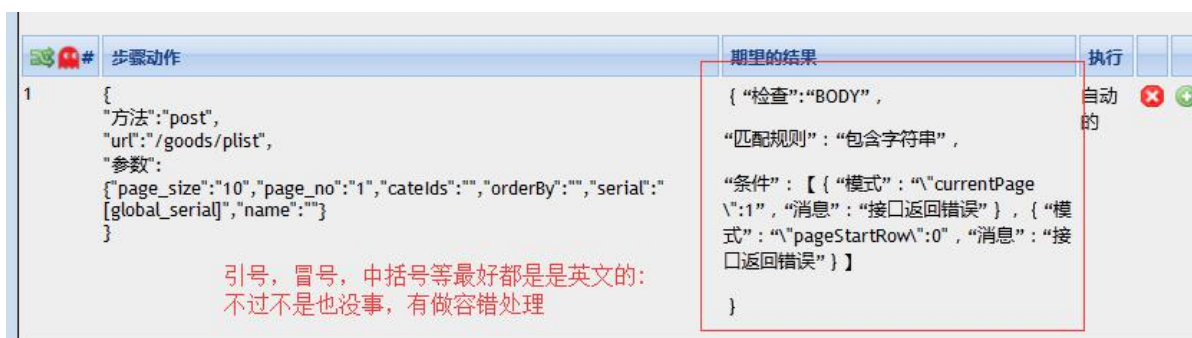 # 步骤动作 期望的结果 执行
1
{
"方法":"post",
"url":"/goods/plist",
"参数":
{"page_size":"10","page_no":"1","cateIds":"","orderBy":"","serial":"
[global_serial]","name":""}
}
{ “检查”:“BODY” ,
“匹配规则” : “包含字符串” ,
“条件” : 【 { “模式” : “\"currentPage
\":1” , “消息” : “接口返回错误” } , { “模
式” : “\"pageStartRow\":0” , “消息” : “接
口返回错误” } 】
}
自动
的
引号，冒号，中括号等最好都是是英文的:
不过不是也没事，有做容错处理